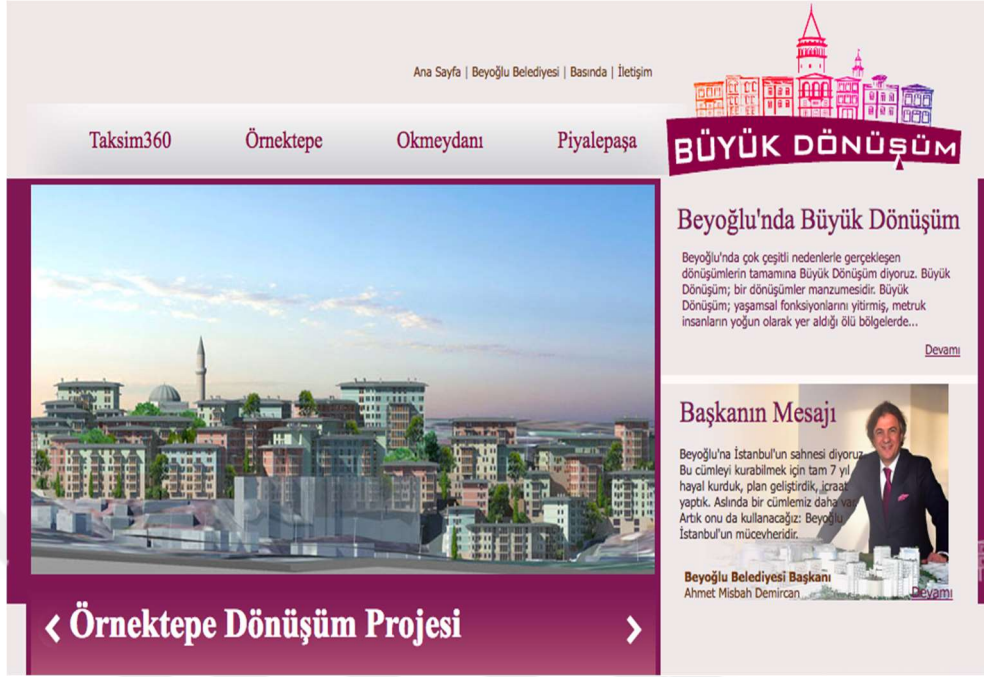 Ana Sayfa | Beyoğlu Belediyesi | Basında | İletişim
Taksim360 Örnektepe Okmeydanı Piyalepaşa
BÜYÜK DÖNÜŞÜM
Beyoğlu'nda Büyük Dönüşüm
Beyoğlu'nda çok çeşitli nedenlerle gerçekleşen
dönüşümlerin tamamına Büyük Dönüşüm diyoruz. Büyük
Dönüşüm; bir dönüşümler manzumesidir. Büyük
Dönüşüm; yaşamsal fonksiyonlarını yitirmiş, metruk
insanların yoğun olarak yer aldığı ölü bölgelerde...
Devamı
Başkanın Mesajı
Beyoğlu'na İstanbul'un sahnesi diyoruz.
Bu cümleyi kurabilmek için tam 7 yıl
hayal kurduk, plan geliştirdik, icraat
yaptık. Aslında bir cümlemiz daha var.
Artık onu da kullanacağız: Beyoğlu
İstanbul'un mücevheridir.
Beyoğlu Belediyesi Başkanı
Ahmet Misbah Demircan
Devamı
‹ Örnektepe Dönüşüm Projesi ›